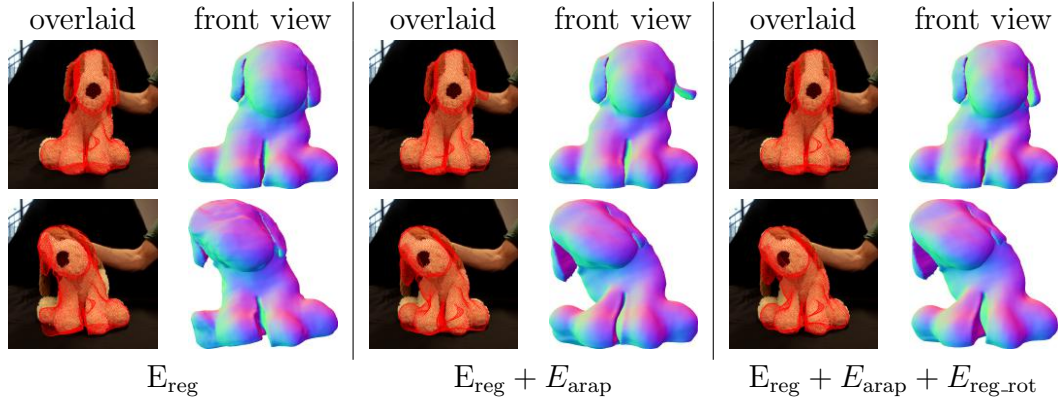 overlaid front view overlaid front view overlaid front view
E_reg E_reg + E_arap E_reg + E_arap + E_reg_rot